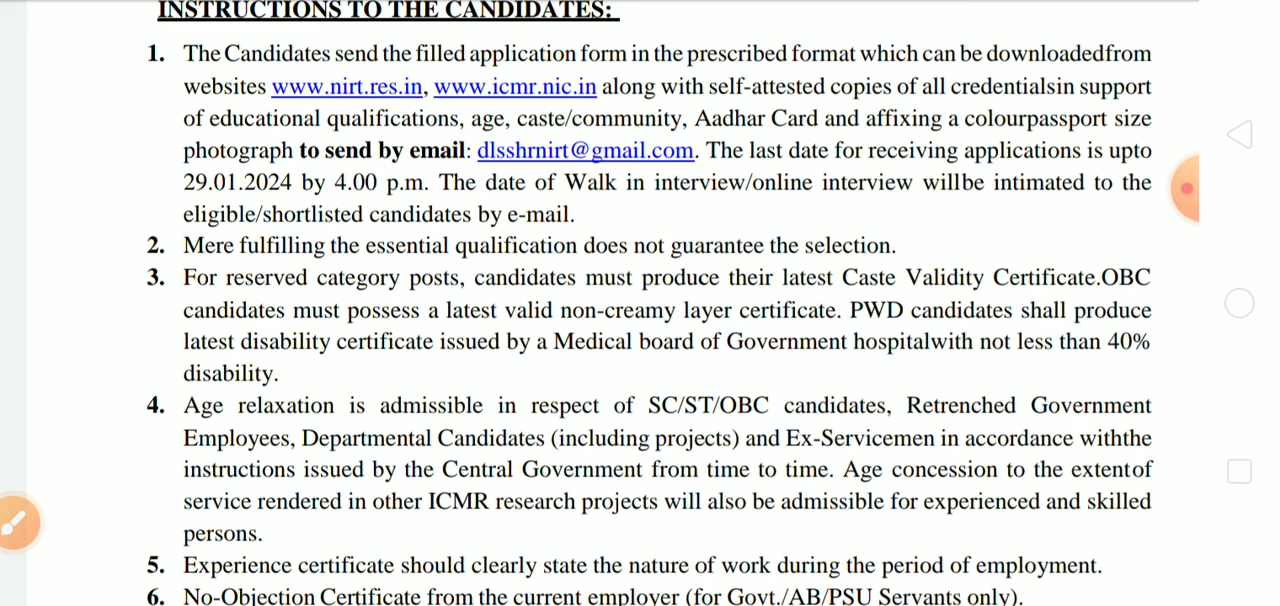 INSTRUCTIONS TO THE CANDIDATES:
1. The Candidates send the filled application form in the prescribed format which can be downloadedfrom
websites www.nirt.res.in, www.icmr.nic.in along with self-attested copies of all credentialsin support
of educational qualifications, age, caste/community, Aadhar Card and affixing a colourpassport size
photograph to send by email: dlsshrnirt@gmail.com. The last date for receiving applications is upto
29.01.2024 by 4.00 p.m. The date of Walk in interview/online interview willbe intimated to the
eligible/shortlisted candidates by e-mail.
2. Mere fulfilling the essential qualification does not guarantee the selection.
3. For reserved category posts, candidates must produce their latest Caste Validity Certificate.OBC
candidates must possess a latest valid non-creamy layer certificate. PWD candidates shall produce
latest disability certificate issued by a Medical board of Government hospitalwith not less than 40%
disability.
4. Age relaxation is admissible in respect of SC/ST/OBC candidates, Retrenched Government
Employees, Departmental Candidates (including projects) and Ex-Servicemen in accordance withthe
instructions issued by the Central Government from time to time. Age concession to the extentof
service rendered in other ICMR research projects will also be admissible for experienced and skilled
persons.
5. Experience certificate should clearly state the nature of work during the period of employment.
6. No-Objection Certificate from the current employer (for Govt./AB/PSU Servants only).